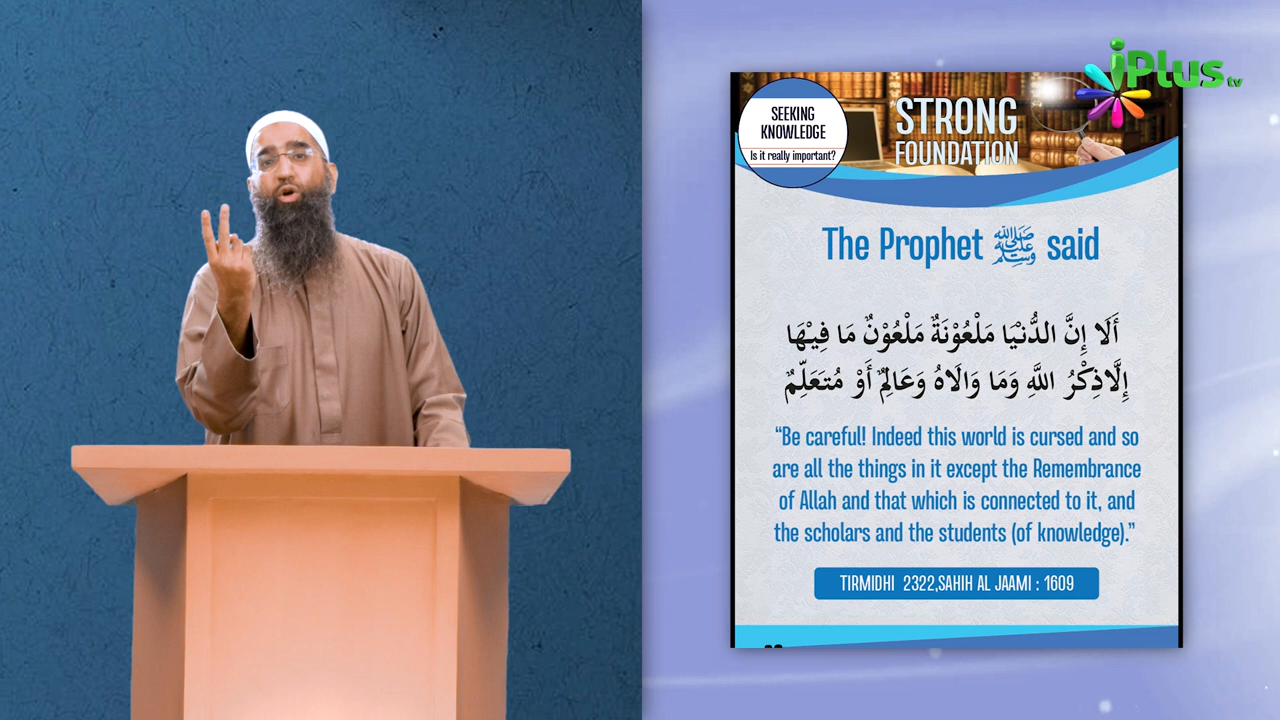 iPlus tv
SEEKING
KNOWLEDGE
Is it really important?
STRONG
FOUNDATION
The Prophet ﷺ said
أَلَا إِنَّ الدُّنْيَا مَلْعُوْنَةٌ مَلْعُوْنٌ مَا فِيْهَا
إِلَّاذِكْرُ اللَّهِ وَمَا وَالَاهُ وَعَالِمٌ أَوْ مُتَعَلِّمٌ
“Be careful! Indeed this world is cursed and so
are all the things in it except the Remembrance
of Allah and that which is connected to it, and
the scholars and the students (of knowledge).”
TIRMIDHI 2322,SAHIH AL JAAMI : 1609